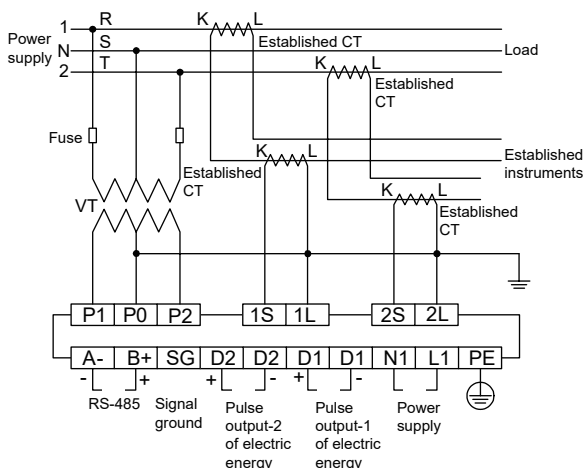 1 R
K L
Power supply
N S
Established CT
Load
2 T
K L
Established CT
Fuse
K L
Established instruments
Established CT
VT
K L
Established CT
P1 P0 P2 1S 1L 2S 2L
A- B+ SG D2 D2 D1 D1 N1 L1 PE
- + + - + -
RS-485
Signal ground
Pulse output-2 of electric energy
Pulse output-1 of electric energy
Power supply